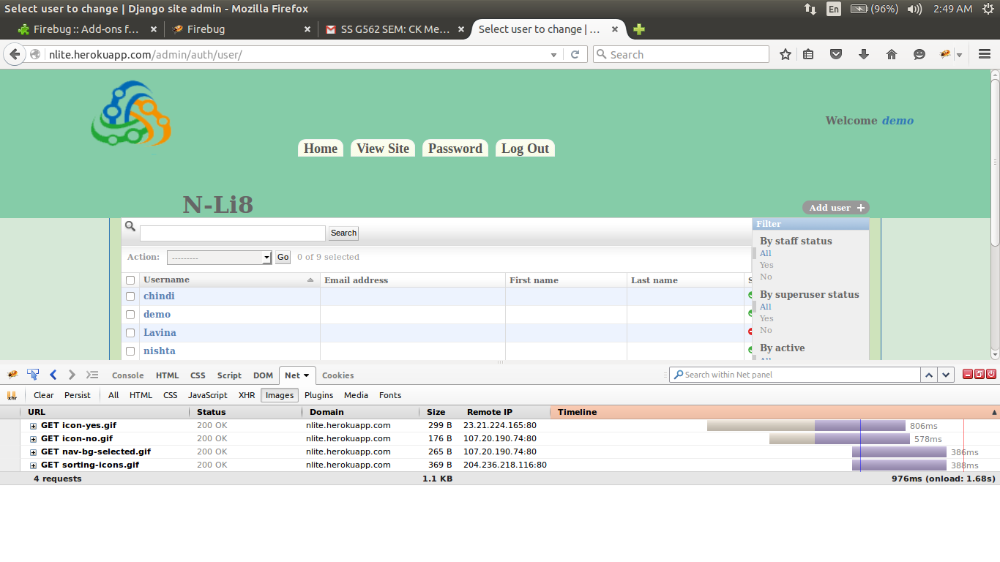 Select user to change | Django site admin - Mozilla Firefox
En (96%) 2:49 AM
Firebug :: Add-ons f... × Firebug × SS G562 SEM: CK Me... × Select user to change | ... ×
nlite.herokuapp.com/admin/auth/user/ Search
Welcome demo
Home View Site Password Log Out
N-Li8
Add user +
Search
Filter
By staff status
All
Yes
No
By superuser status
All
Yes
No
By active
Action: --------- Go 0 of 9 selected
Username Email address First name Last name S
chindi
demo
Lavina
nishta
Console HTML CSS Script DOM Net Cookies Search within Net panel
xhr Clear Persist All HTML CSS JavaScript XHR Images Plugins Media Fonts
URL Status Domain Size Remote IP Timeline
GET icon-yes.gif 200 OK nlite.herokuapp.com 299 B 23.21.224.165:80 806ms
GET icon-no.gif 200 OK nlite.herokuapp.com 176 B 107.20.190.74:80 578ms
GET nav-bg-selected.gif 200 OK nlite.herokuapp.com 265 B 107.20.190.74:80 386ms
GET sorting-icons.gif 200 OK nlite.herokuapp.com 369 B 204.236.218.116:80 388ms
4 requests 1.1 KB 976ms (onload: 1.68s)